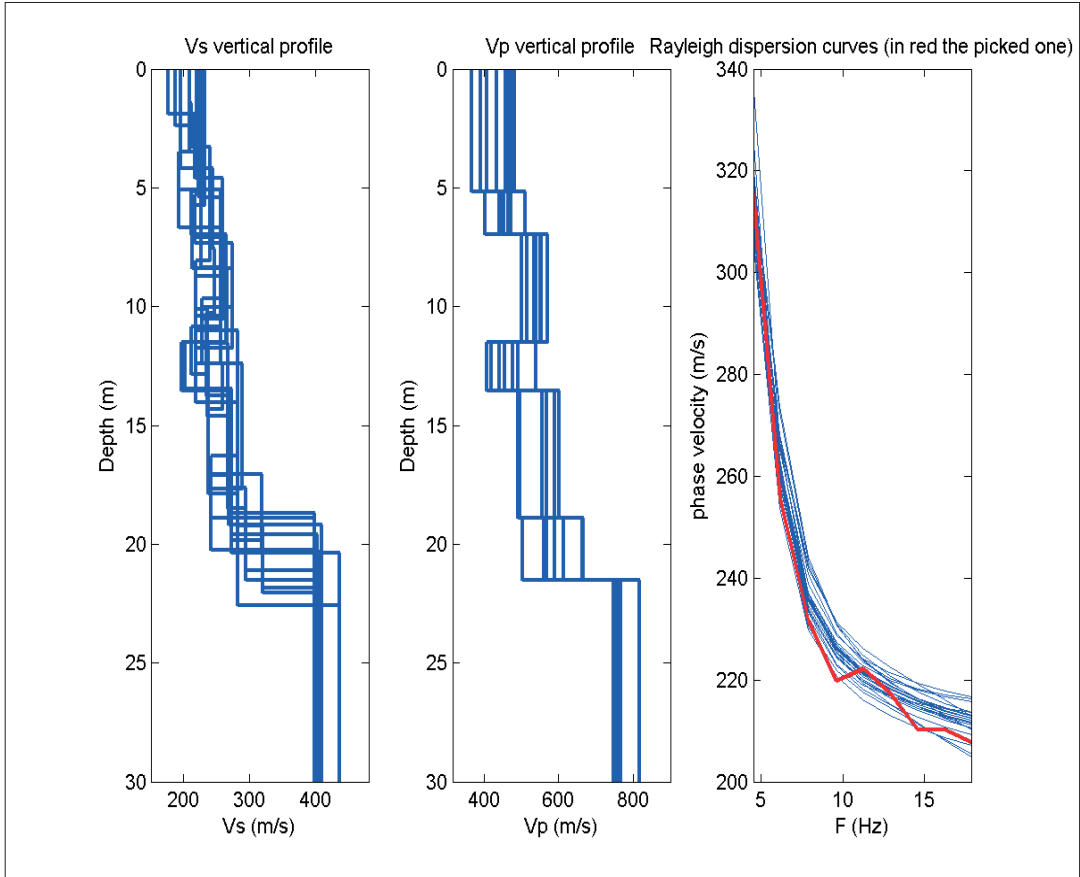 Vs vertical profile
0
5
10
15
20
25
30
Depth (m)
200 300 400
Vs (m/s)
Vp vertical profile
0
5
10
15
20
25
30
Depth (m)
400 600 800
Vp (m/s)
Rayleigh dispersion curves (in red the picked one)
340
320
300
280
260
240
220
200
phase velocity (m/s)
5 10 15
F (Hz)